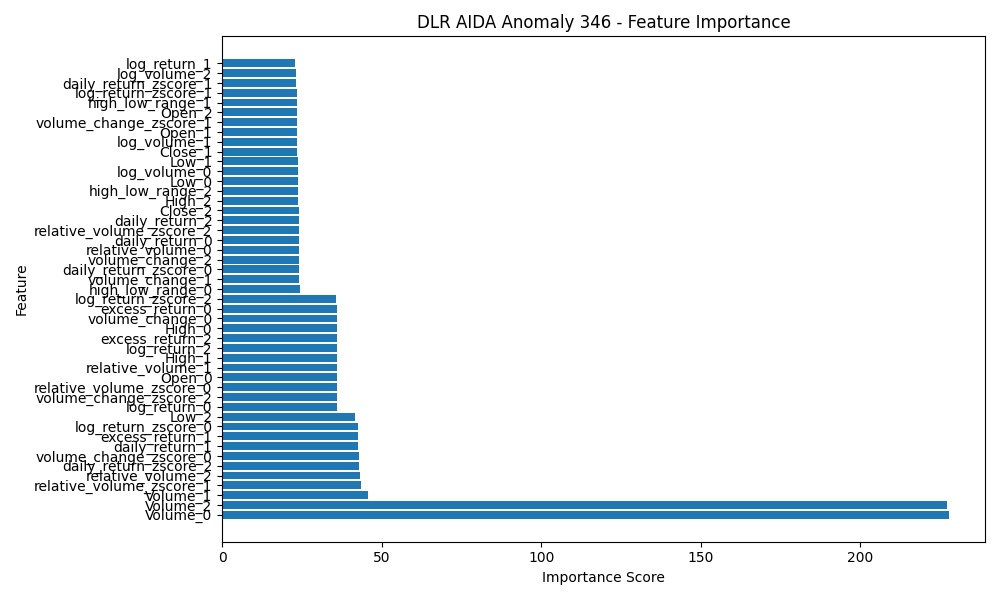 DLR AIDA Anomaly 346 - Feature Importance
log_return_1
log_volume_2
daily_return_zscore_1
log_return_zscore_1
high_low_range_1
Open_2
volume_change_zscore_1
Open_1
log_volume_1
Close_1
Low_1
log_volume_0
Low_0
high_low_range_2
High_2
Close_2
daily_return_2
relative_volume_zscore_2
daily_return_0
relative_volume_0
volume_change_2
daily_return_zscore_0
volume_change_1
high_low_range_0
log_return_zscore_2
excess_return_0
volume_change_0
High_0
excess_return_2
log_return_2
High_1
relative_volume_1
Open_0
relative_volume_zscore_0
volume_change_zscore_2
log_return_0
Low_2
log_return_zscore_0
excess_return_1
daily_return_1
volume_change_zscore_0
daily_return_zscore_2
relative_volume_2
relative_volume_zscore_1
Volume_1
Volume_2
Volume_0
Feature
0 50 100 150 200
Importance Score